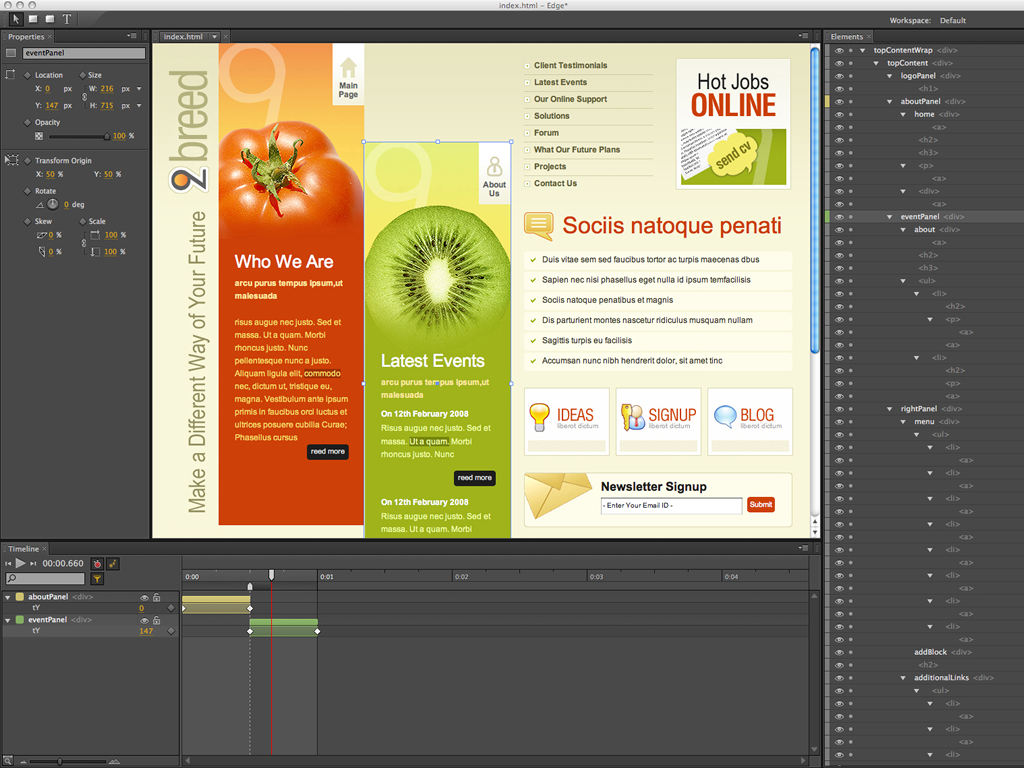 index.html – Edge*
T
Workspace: Default
Properties
eventPanel
Location
Size
X: 0 px
W: 216 px
Y: 147 px
H: 715 px
Opacity
100 %
Transform Origin
X: 50 %
Y: 50 %
Rotate
0 deg
Skew
Scale
0 %
100 %
0 %
100 %
index.html
2breed
Make a Different Way of Your Future
9
Main
Page
Who We Are
arcu purus tempus Ipsum,ut
malesuada
risus augue nec justo. Sed et
massa. Ut a quam. Morbi
rhoncus justo. Nunc
pellentesque nunc a justo.
Aliquam ligula elit, commodo
nec, dictum ut, tristique eu,
magna. Vestibulum ante ipsum
primis in faucibus orci luctus et
ultrices posuere cubilia Curae;
Phasellus cursus
reed more
9
About
Us
Latest Events
arcu purus tempus Ipsum,ut
malesuada
On 12th February 2008
Risus augue nec justo. Sed et
massa. Ut a quam. Morbi
rhoncus justo. Nunc
reed more
On 12th February 2008
Risus augue nec justo. Sed et
massa. Ut a quam. Morbi
Client Testimonials
Latest Events
Our Online Support
Solutions
Forum
What Our Future Plans
Projects
Contact Us
Hot Jobs
ONLINE
send cv
Sociis natoque penati
Duis vitae sem sed faucibus tortor ac turpis maecenas dbus
Sapien nec nisi phasellus eget nulla id ipsum temfacilisis
Sociis natoque penatibus et magnis
Dis parturient montes nascetur ridiculus musquam nullam
Sagittis turpis eu facilisis
Accumsan nunc nibh hendrerit dolor, sit amet tinc
IDEAS
liberot dictum
SIGNUP
liberot dictum
BLOG
liberot dictum
Newsletter Signup
- Enter Your Email ID -
Submit
Elements
topContentWrap <div>
topContent <div>
logoPanel <div>
<h1>
aboutPanel <div>
home <div>
<a>
<h2>
<h3>
<p>
<a>
<div>
<a>
eventPanel <div>
about <div>
<a>
<h2>
<h3>
<ul>
<li>
<h2>
<p>
<a>
<a>
<li>
<h2>
<p>
<a>
rightPanel <div>
menu <div>
<ul>
<li>
<a>
<li>
<a>
<li>
<a>
<li>
<a>
<li>
<a>
<li>
<a>
<li>
<a>
<li>
<a>
addBlock <div>
<h2>
additionalLinks <div>
<ul>
<li>
<a>
<li>
<a>
<li>
Timeline
00:00.660
0:00
0:01
0:02
0:03
0:04
aboutPanel <div>
tY
0
eventPanel <div>
tY
147